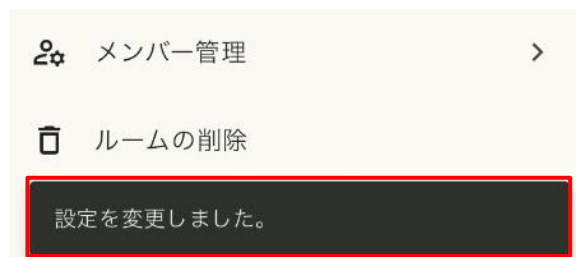 メンバー管理
ルームの削除
設定を変更しました。